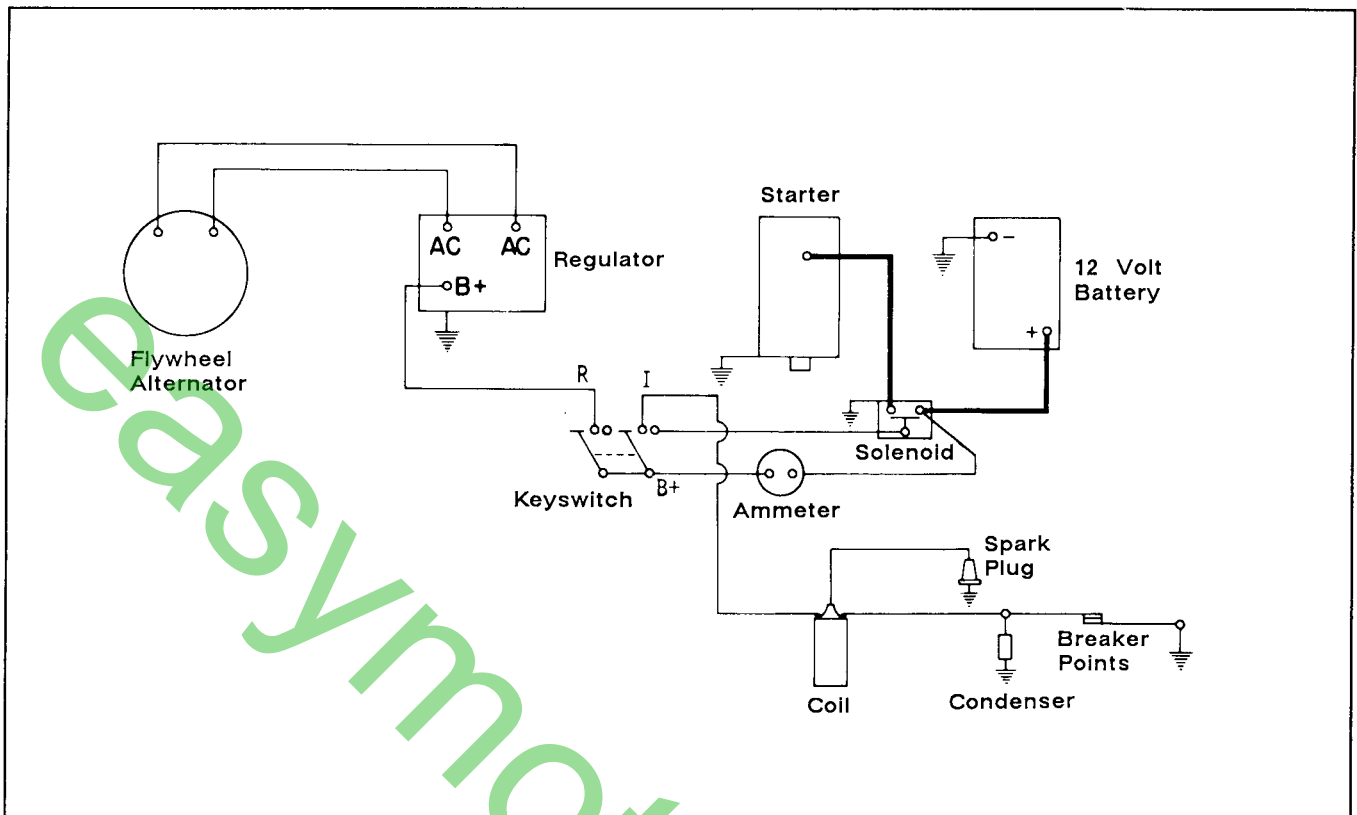 Starter
AC AC
Regulator
B+
12 Volt
Battery
-
+
Flywheel
Alternator
R
I
Solenoid
B+
Keyswitch
Ammeter
Spark
Plug
Breaker
Points
Coil
Condenser